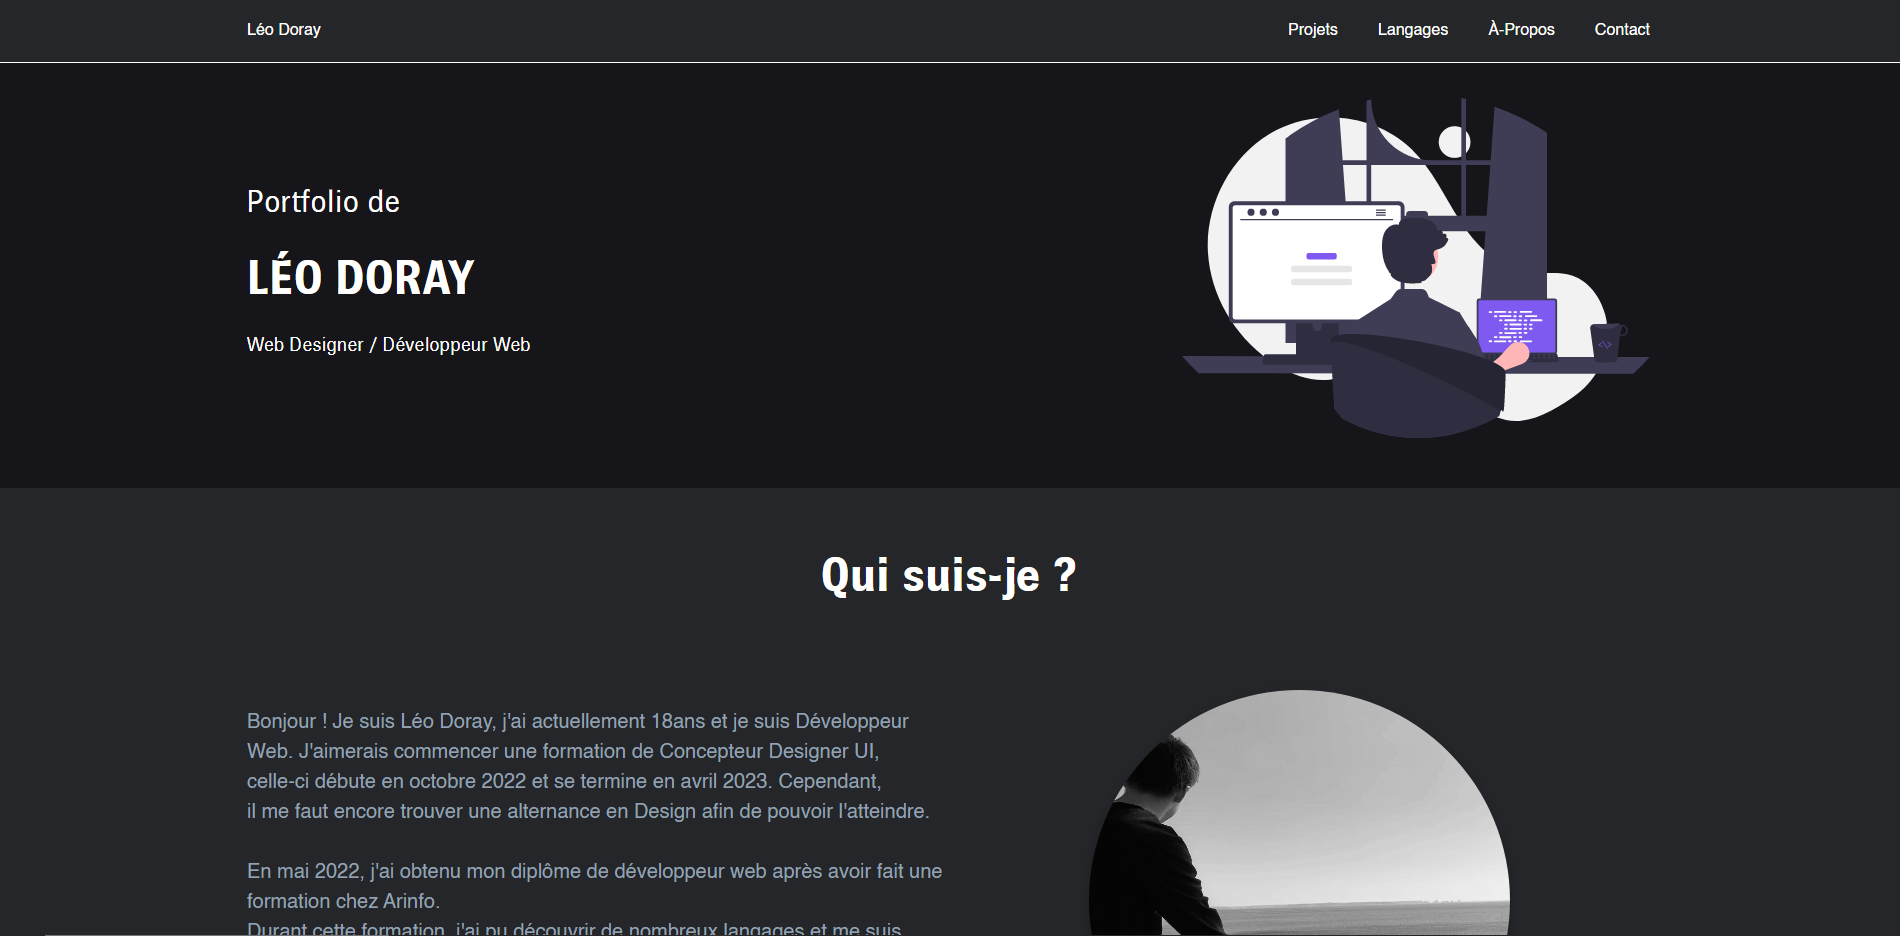 Léo Doray
Projets
Langages
À-Propos
Contact
Portfolio de
LÉO DORAY
Web Designer / Développeur Web
Qui suis-je ?
Bonjour ! Je suis Léo Doray, j'ai actuellement 18ans et je suis Développeur
Web. J'aimerais commencer une formation de Concepteur Designer UI,
celle-ci débute en octobre 2022 et se termine en avril 2023. Cependant,
il me faut encore trouver une alternance en Design afin de pouvoir l'atteindre.
En mai 2022, j'ai obtenu mon diplôme de développeur web après avoir fait une
formation chez Arinfo.
Durant cette formation, j'ai pu découvrir de nombreux langages et me suis